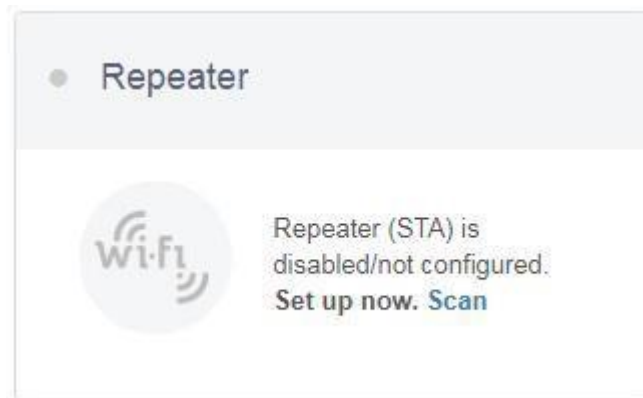 Repeater
Wi-Fi
Repeater (STA) is
disabled/not configured.
Set up now. Scan